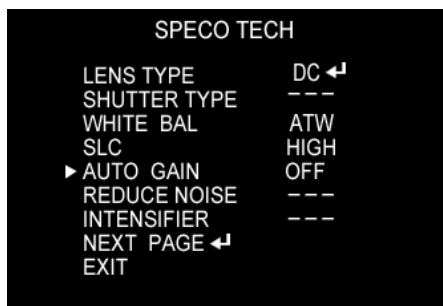 SPECO TECH
LENS TYPE DC ↲
SHUTTER TYPE – – –
WHITE BAL ATW
SLC HIGH
▶ AUTO GAIN OFF
REDUCE NOISE – – –
INTENSIFIER – – –
NEXT PAGE ↲
EXIT